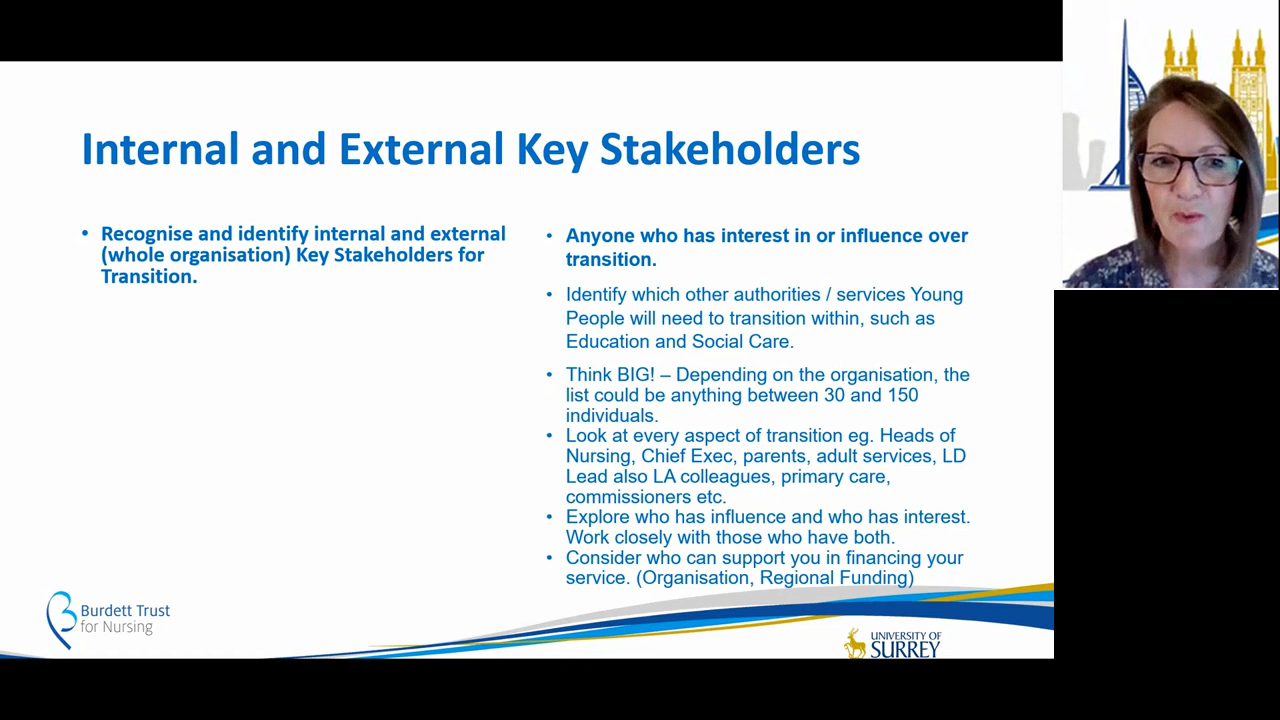 Internal and External Key Stakeholders
• Recognise and identify internal and external
(whole organisation) Key Stakeholders for
Transition.
• Anyone who has interest in or influence over
transition.
• Identify which other authorities / services Young
People will need to transition within, such as
Education and Social Care.
• Think BIG! – Depending on the organisation, the
list could be anything between 30 and 150
individuals.
• Look at every aspect of transition eg. Heads of
Nursing, Chief Exec, parents, adult services, LD
Lead also LA colleagues, primary care,
commissioners etc.
• Explore who has influence and who has interest.
Work closely with those who have both.
• Consider who can support you in financing your
service. (Organisation, Regional Funding)
Burdett Trust
for Nursing
UNIVERSITY OF
SURREY